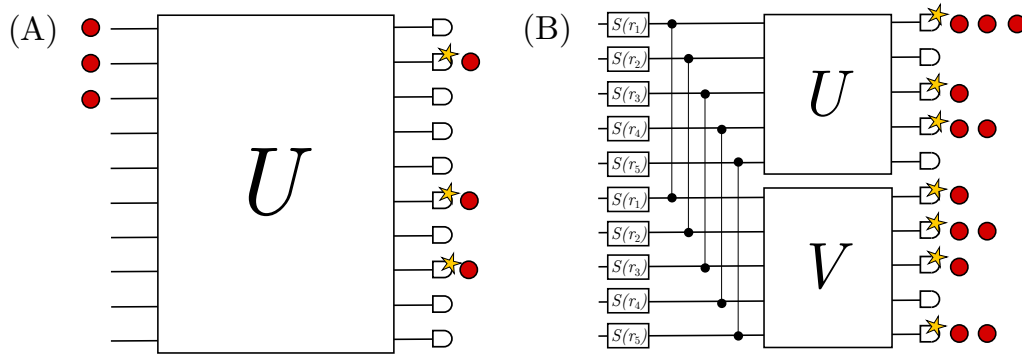 (A)
U
(B)
S(r₁)
S(r₂)
S(r₃)
S(r₄)
S(r₅)
S(r₁)
S(r₂)
S(r₃)
S(r₄)
S(r₅)
U
V